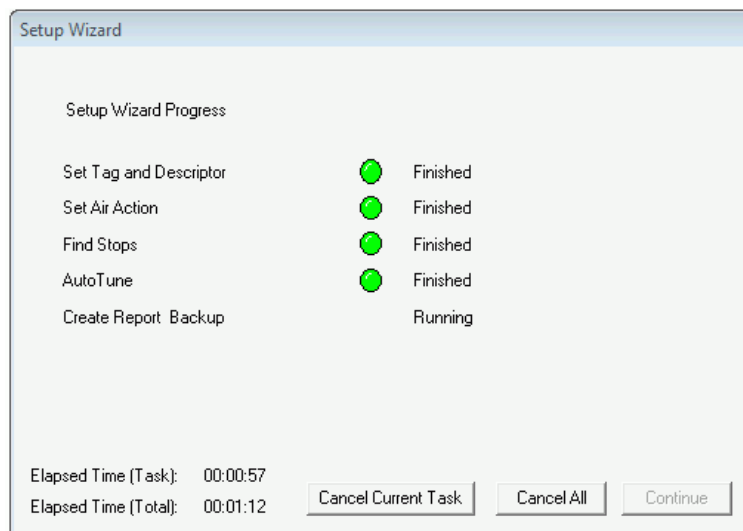 Setup Wizard
Setup Wizard Progress
Set Tag and Descriptor Finished
Set Air Action Finished
Find Stops Finished
AutoTune Finished
Create Report Backup Running
Elapsed Time (Task): 00:00:57
Elapsed Time (Total): 00:01:12
Cancel Current Task Cancel All Continue